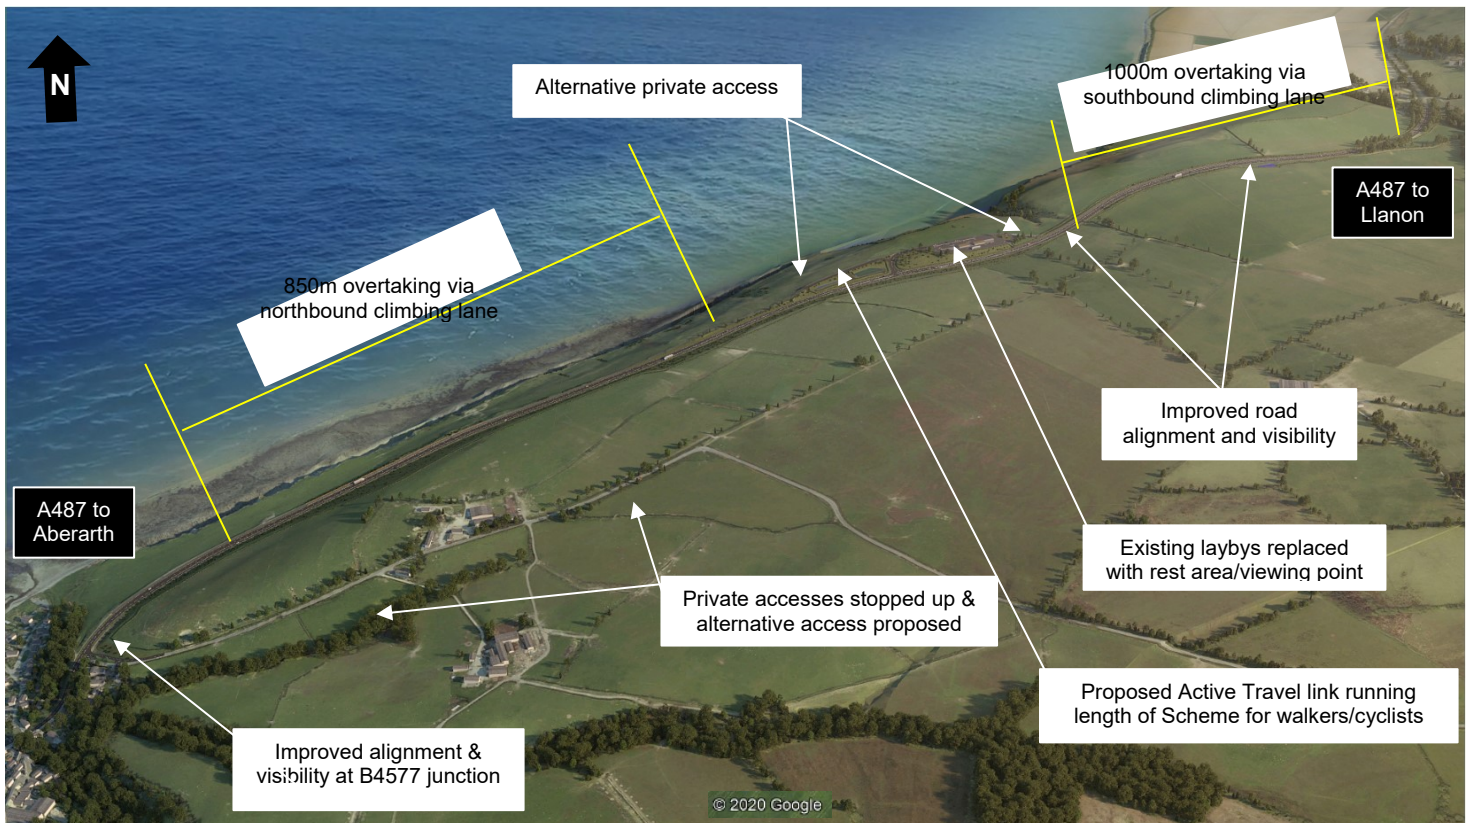 N
Alternative private access
1000m overtaking via
southbound climbing lane
A487 to
Llanon
850m overtaking via
northbound climbing lane
Improved road
alignment and visibility
A487 to
Aberarth
Existing laybys replaced
with rest area/viewing point
Private accesses stopped up &
alternative access proposed
Proposed Active Travel link running
length of Scheme for walkers/cyclists
Improved alignment &
visibility at B4577 junction
© 2020 Google